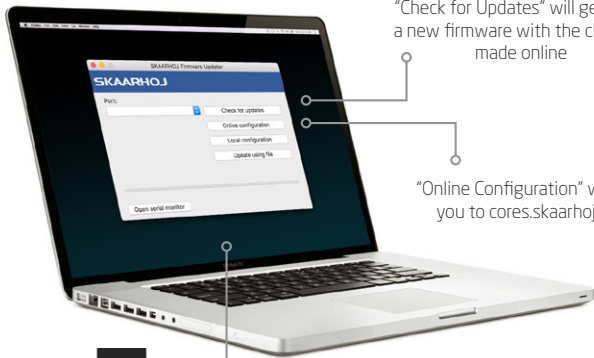 "Check for Updates" will
a new firmware with the
made online
SKAARHOJ Firmware Updater
SKAARHOJ
Port:
Check for updates
Online configuration
Local configuration
Update using file
Open serial monitor
"Online Configuration"
you to cores.skaarhoj